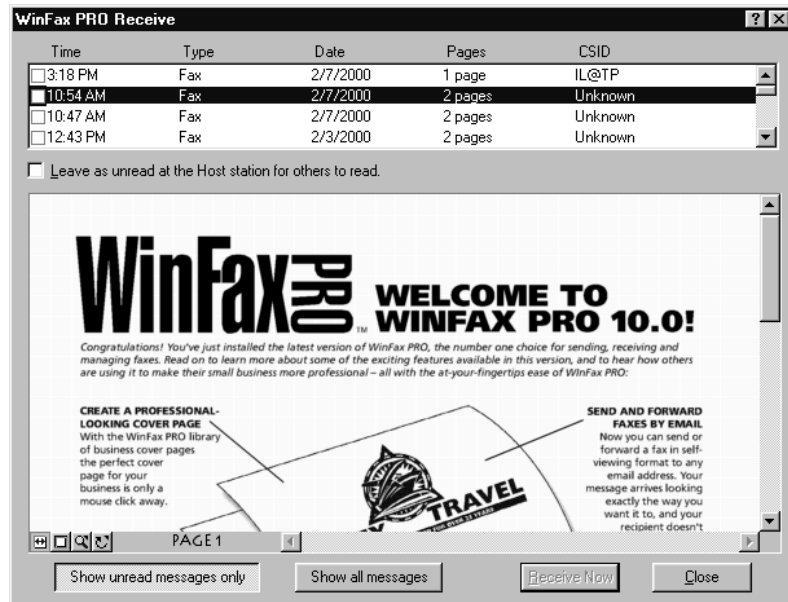 WinFax PRO Receive
Time Type Date Pages CSID
3:18 PM Fax 2/7/2000 1 page IL@TP
10:54 AM Fax 2/7/2000 2 pages Unknown
10:47 AM Fax 2/7/2000 2 pages Unknown
12:43 PM Fax 2/3/2000 2 pages Unknown
Leave as unread at the Host station for others to read.
WinFax PRO™
WELCOME TO
WINFAX PRO 10.0!
Congratulations! You've just installed the latest version of WinFax PRO, the number one choice for sending, receiving and
managing faxes. Read on to learn more about some of the exciting features available in this version, and to hear how others
are using it to make their small business more professional – all with the at-your-fingertips ease of WinFax PRO:
CREATE A PROFESSIONAL-
LOOKING COVER PAGE
With the WinFax PRO library
of business cover pages
the perfect cover
page for your
business is only a
mouse click away.
SEND AND FORWARD
FAXES BY EMAIL
Now you can send or
forward a fax in self-
viewing format to any
email address. Your
message arrives looking
exactly the way you
want it to, and your
recipient doesn't
TRAVEL
FOR OVER 25 YEARS
PAGE 1
Show unread messages only
Show all messages
Receive Now
Close